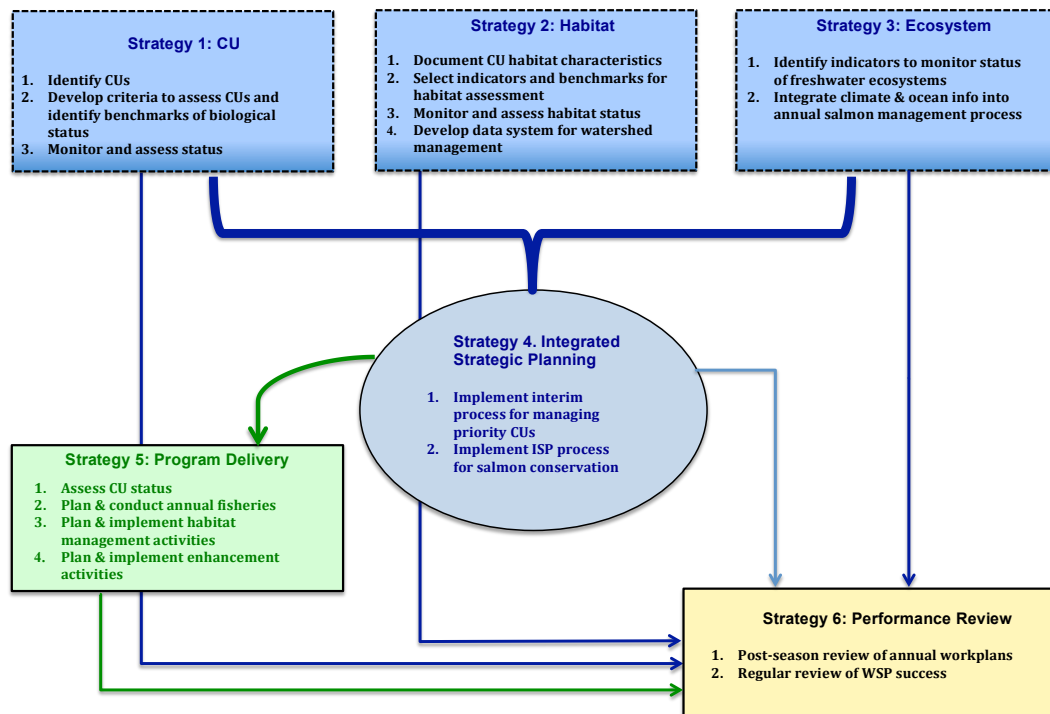 Strategy 1: CU
1. Identify CUs
2. Develop criteria to assess CUs and
identify benchmarks of biological
status
3. Monitor and assess status
Strategy 2: Habitat
1. Document CU habitat characteristics
2. Select indicators and benchmarks for
habitat assessment
3. Monitor and assess habitat status
4. Develop data system for watershed
management
Strategy 3: Ecosystem
1. Identify indicators to monitor status
of freshwater ecosystems
2. Integrate climate & ocean info into
annual salmon management process
Strategy 4. Integrated
Strategic Planning
1. Implement interim
process for managing
priority CUs
2. Implement ISP process
for salmon conservation
Strategy 5: Program Delivery
1. Assess CU status
2. Plan & conduct annual fisheries
3. Plan & implement habitat
management activities
4. Plan & implement enhancement
activities
Strategy 6: Performance Review
1. Post-season review of annual workplans
2. Regular review of WSP success